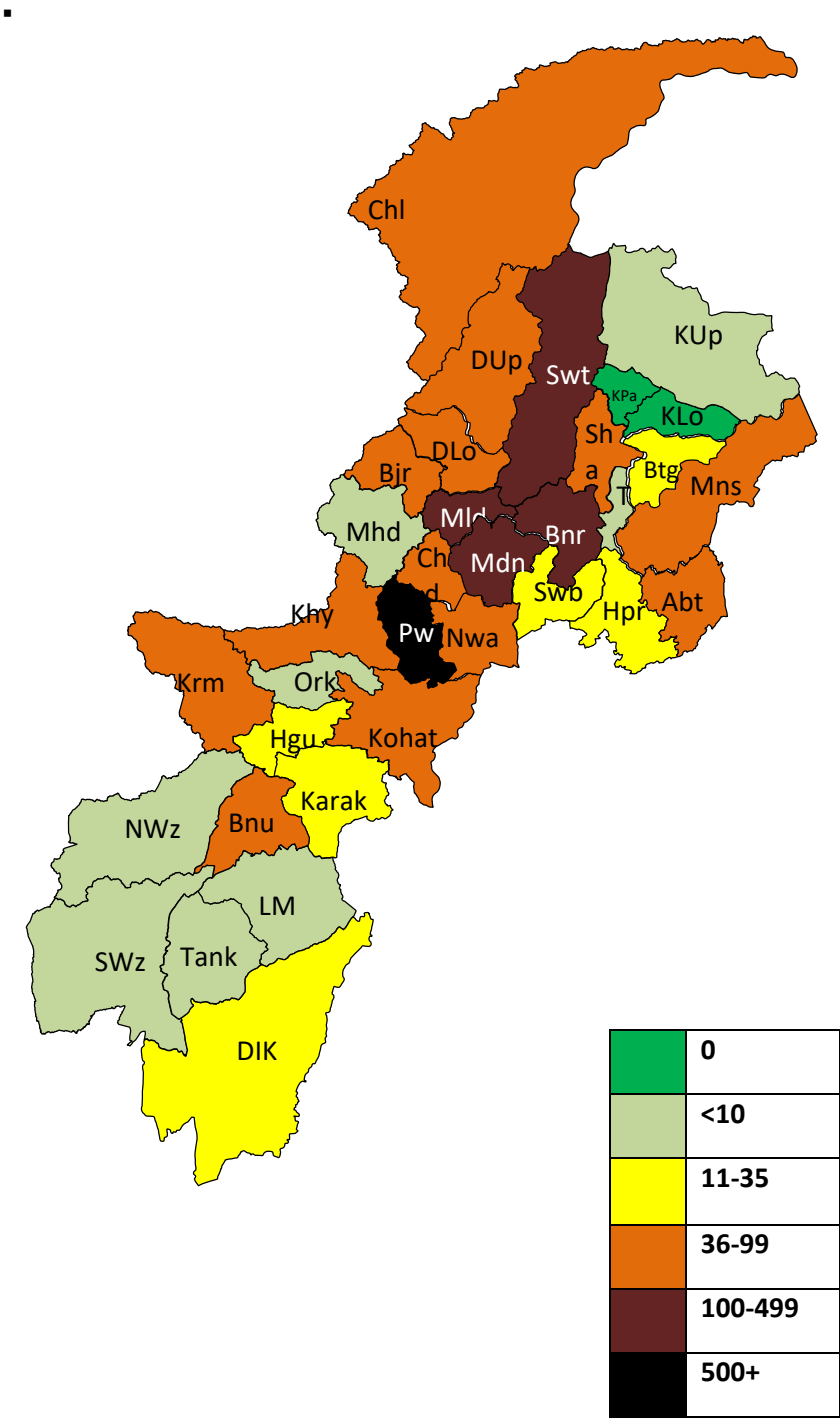 Chl
KUp
DUp
Swt
KPa
KLo
Sh
a
DLo
Btg
Bjr
Mns
T
Mld
Mhd
Bnr
Ch
d
Mdn
Swb
Abt
Hpr
Khy
Pw
Nwa
Krm
Ork
Hgu
Kohat
Karak
NWz
Bnu
LM
SWz
Tank
DIK
0
<10
11-35
36-99
100-499
500+